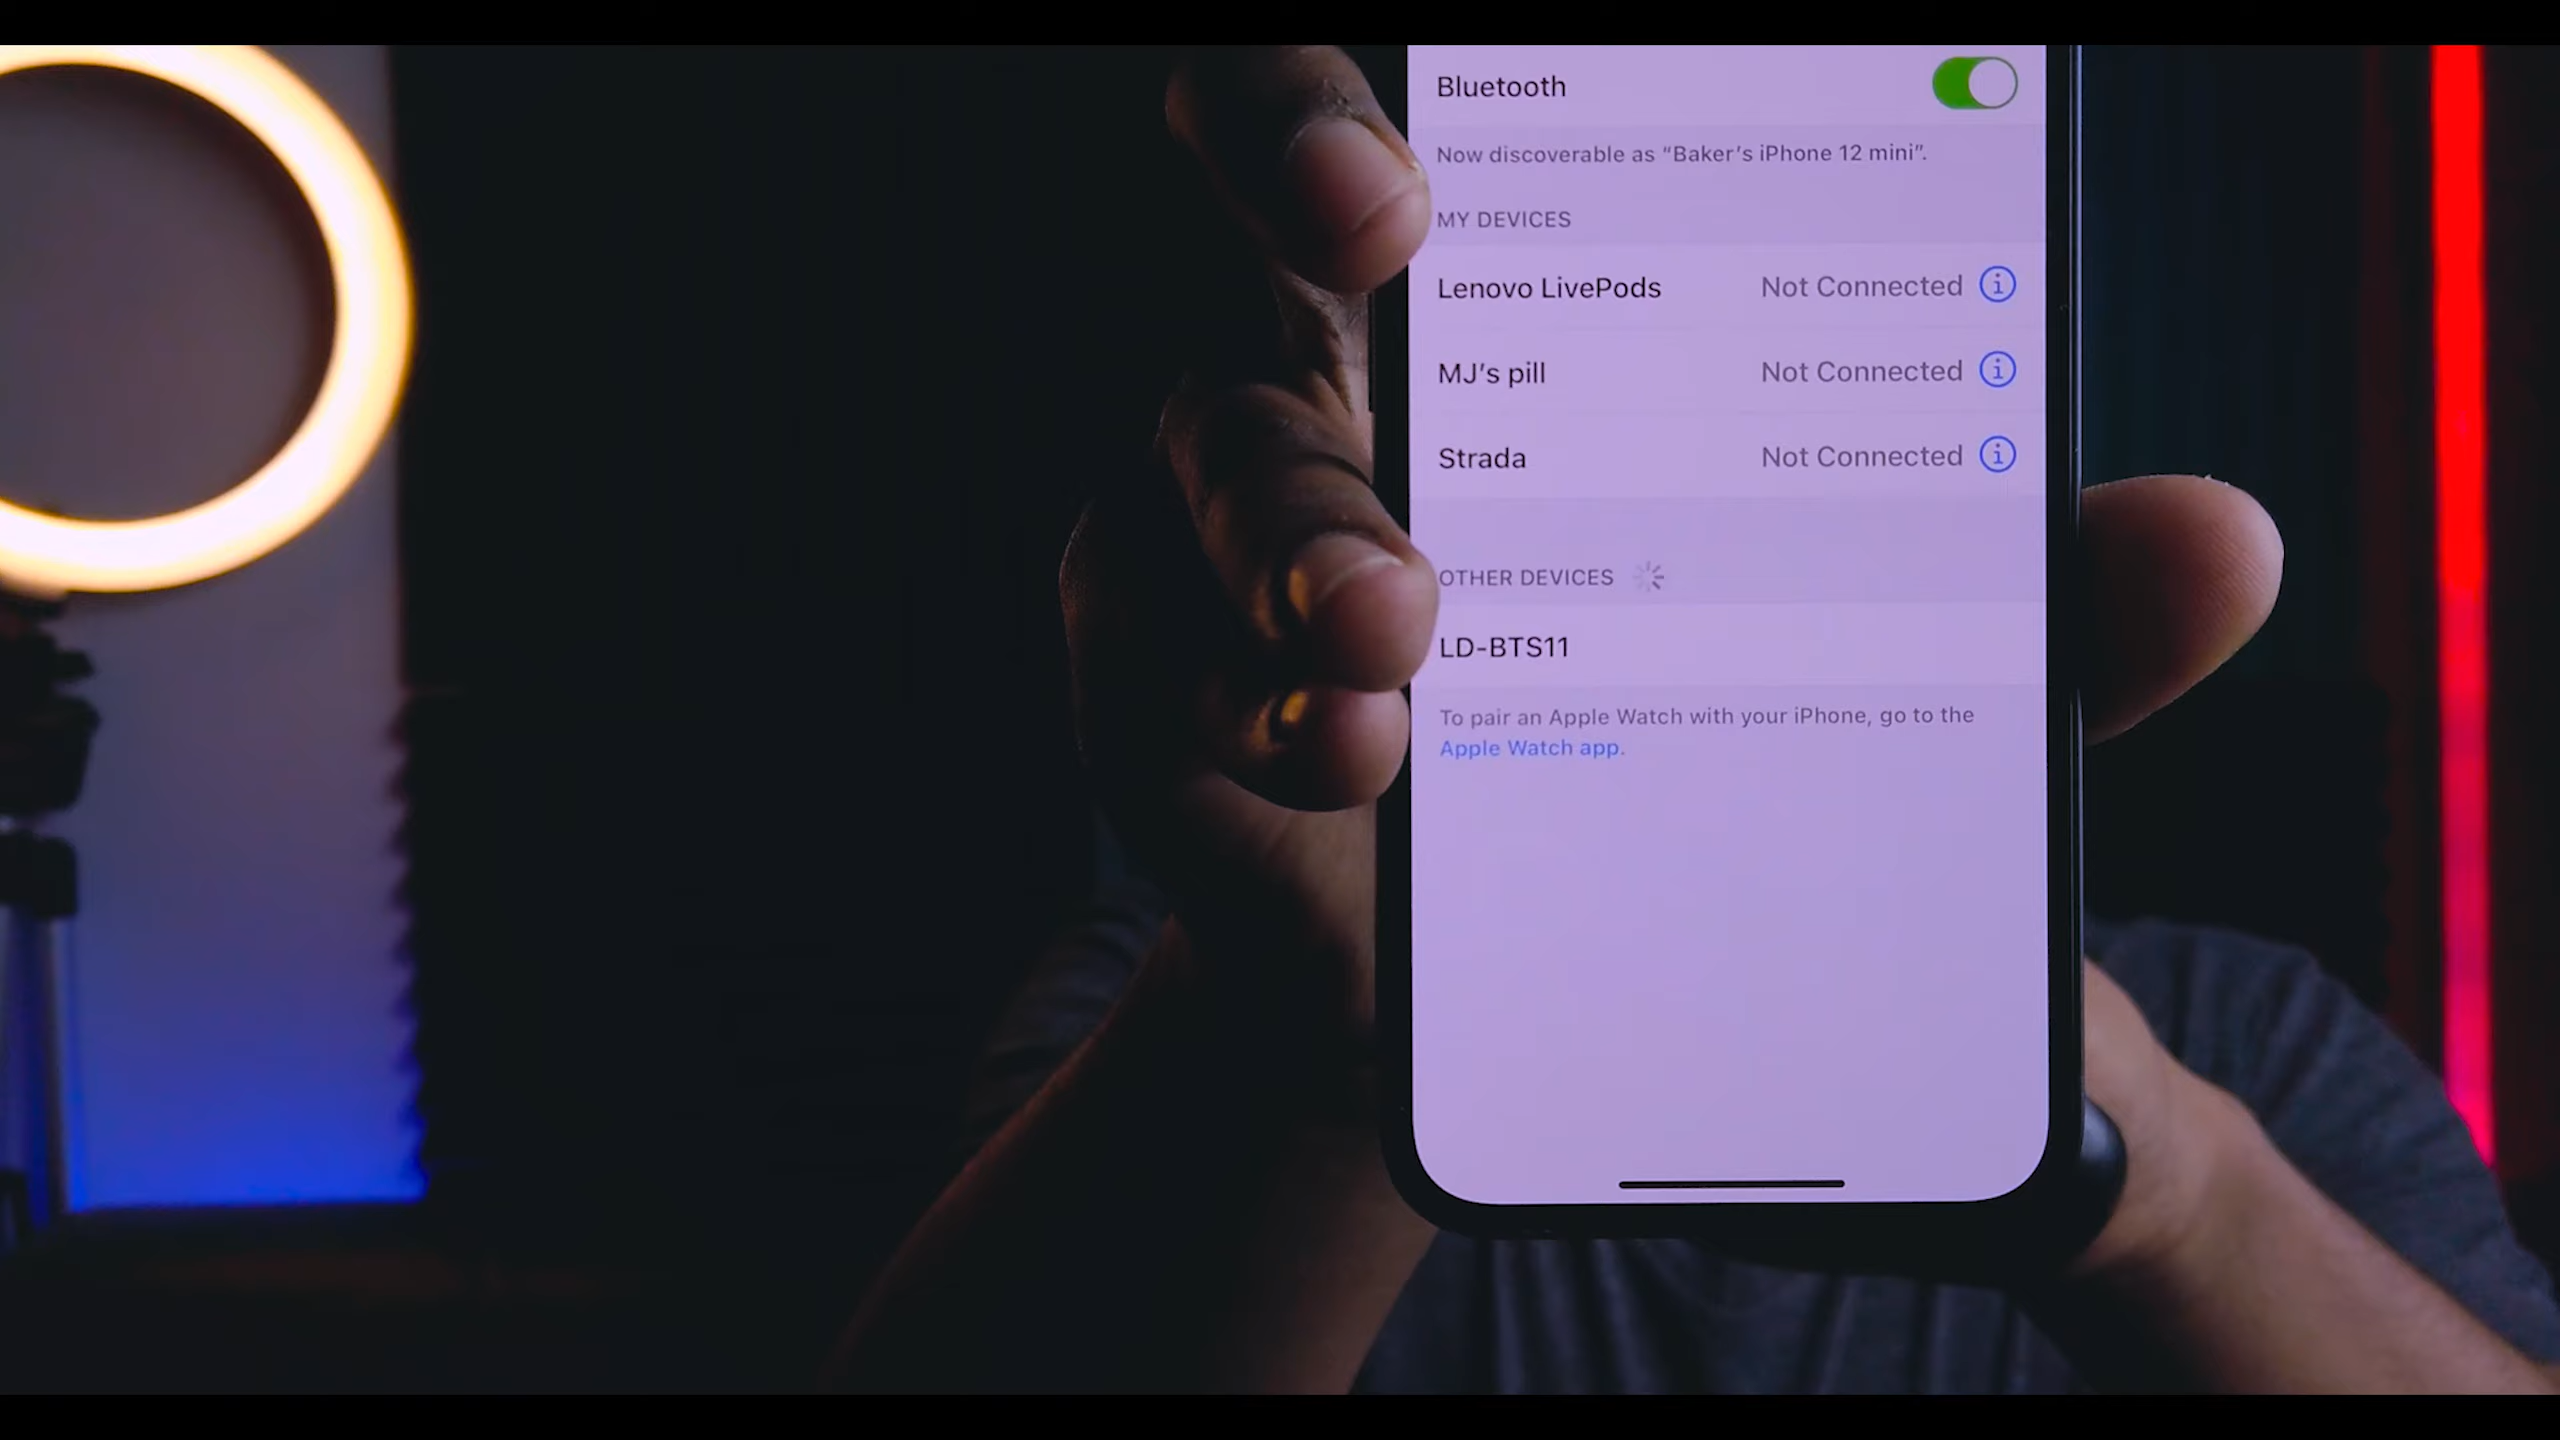 Bluetooth
Now discoverable as “Baker’s iPhone 12 mini”.
MY DEVICES
Lenovo LivePods Not Connected
MJ’s pill Not Connected
Strada Not Connected
OTHER DEVICES
LD-BTS11
To pair an Apple Watch with your iPhone, go to the
Apple Watch app.